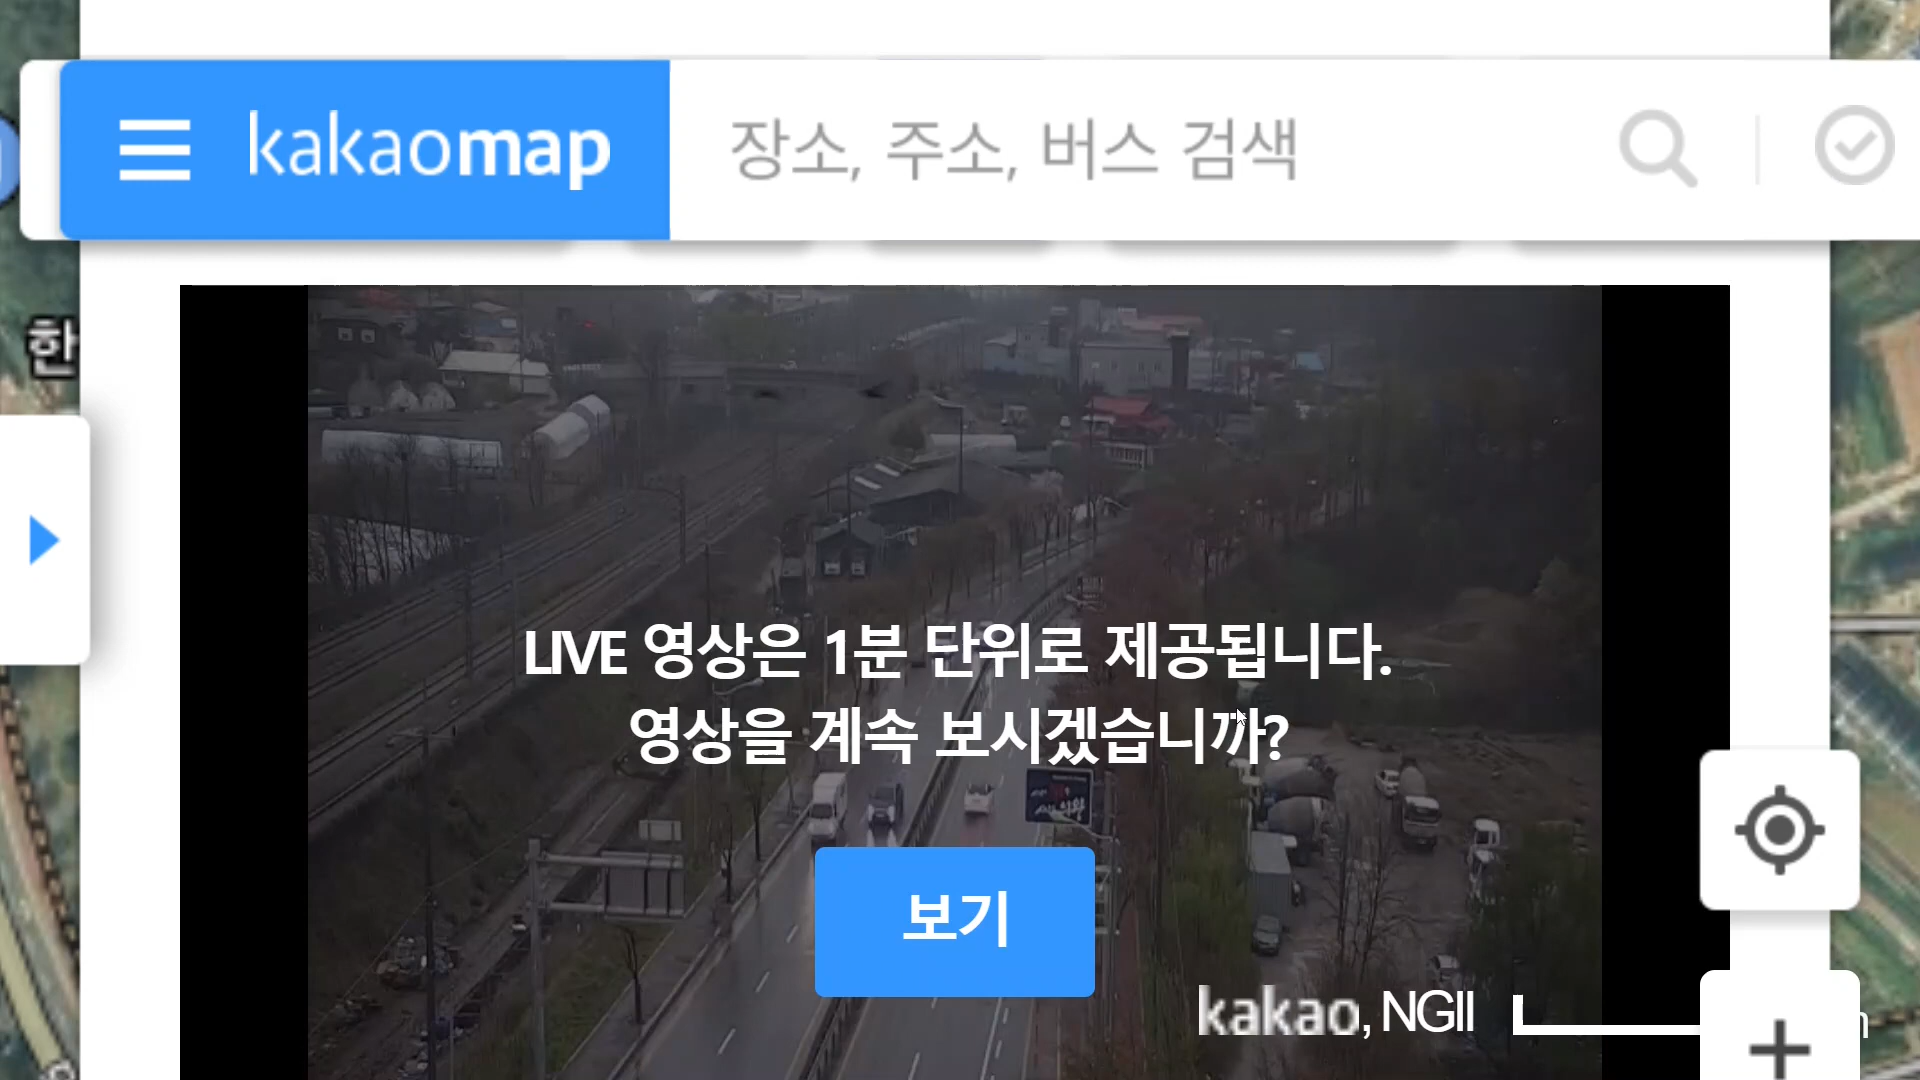 kakaomap
장소, 주소, 버스 검색
한
LIVE 영상은 1분 단위로 제공됩니다.
영상을 계속 보시겠습니까?
보기
kakao, NGII